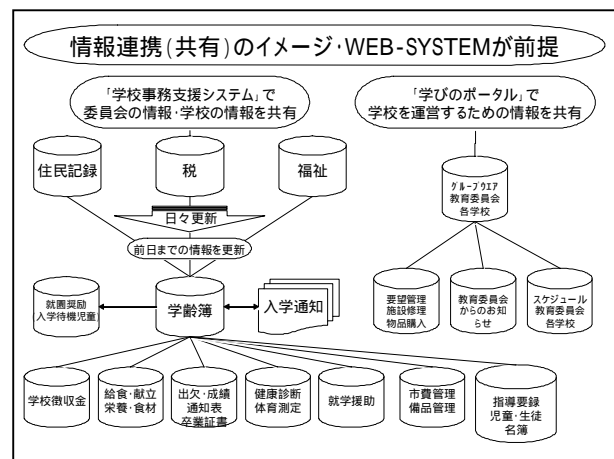 情報連携(共有)のイメージ・WEB-SYSTEMが前提
「学校事務支援システム」で
委員会の情報・学校の情報を共有
「学びのポータル」で
学校を運営するための情報を共有
住民記録
税
福祉
グループウエア
教育委員会
各学校
日々更新
前日までの情報を更新
就園奨励
入学待機児童
学齢簿
入学通知
要望管理
施設修理
物品購入
教育委員会
からのお知
らせ
スケジュール
教育委員会
各学校
学校徴収金
給食・献立
栄養・食材
出欠・成績
通知表
卒業証書
健康診断
体育測定
就学援助
市費管理
備品管理
指導要録
児童・生徒
名簿